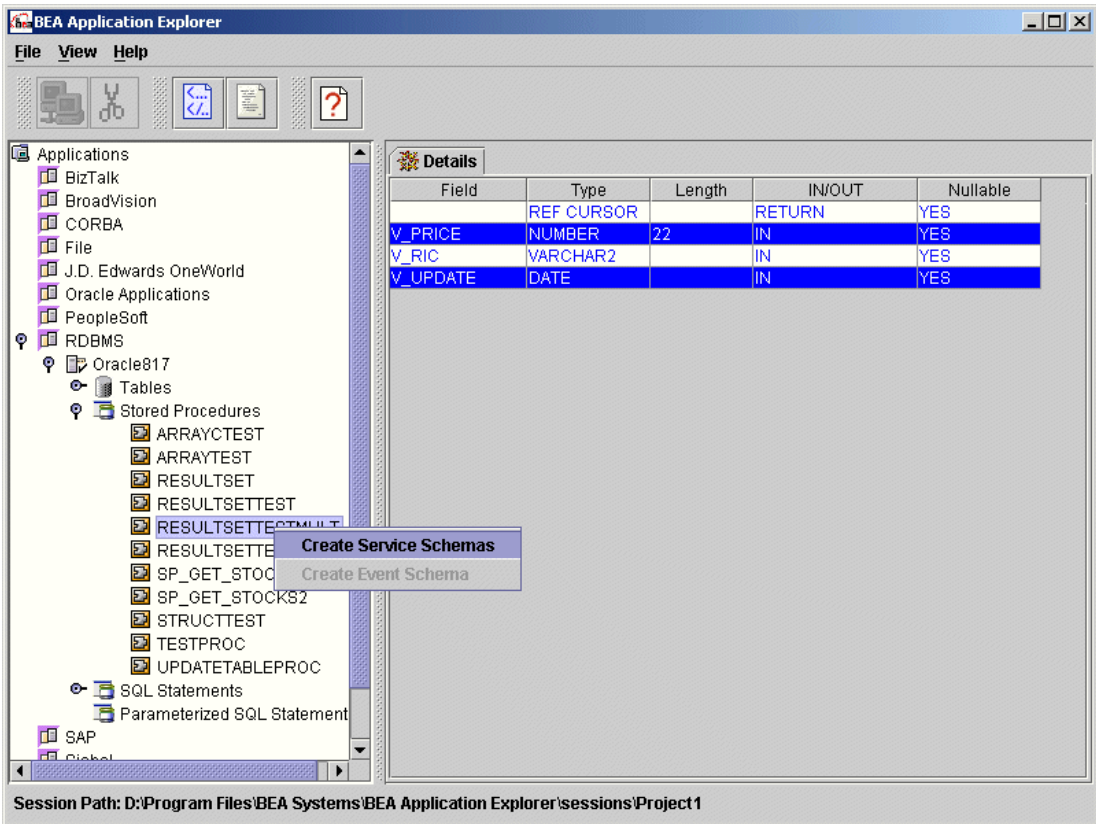 BEA Application Explorer
File View Help
Applications
BizTalk
BroadVision
CORBA
File
J.D. Edwards OneWorld
Oracle Applications
PeopleSoft
RDBMS
Oracle817
Tables
Stored Procedures
ARRAYCTEST
ARRAYTEST
RESULTSET
RESULTSETTEST
RESULTSETTESTMULT
RESULTSETTE
SP_GET_STOC
SP_GET_STOCKS2
STRUCTTEST
TESTPROC
UPDATETABLEPROC
SQL Statements
Parameterized SQL Statement
SAP
Create Service Schemas
Create Event Schema
Details
Field Type Length IN/OUT Nullable
REF CURSOR RETURN YES
V_PRICE NUMBER 22 IN YES
V_RIC VARCHAR2 IN YES
V_UPDATE DATE IN YES
Session Path: D:\Program Files\BEA Systems\BEA Application Explorer\sessions\Project1